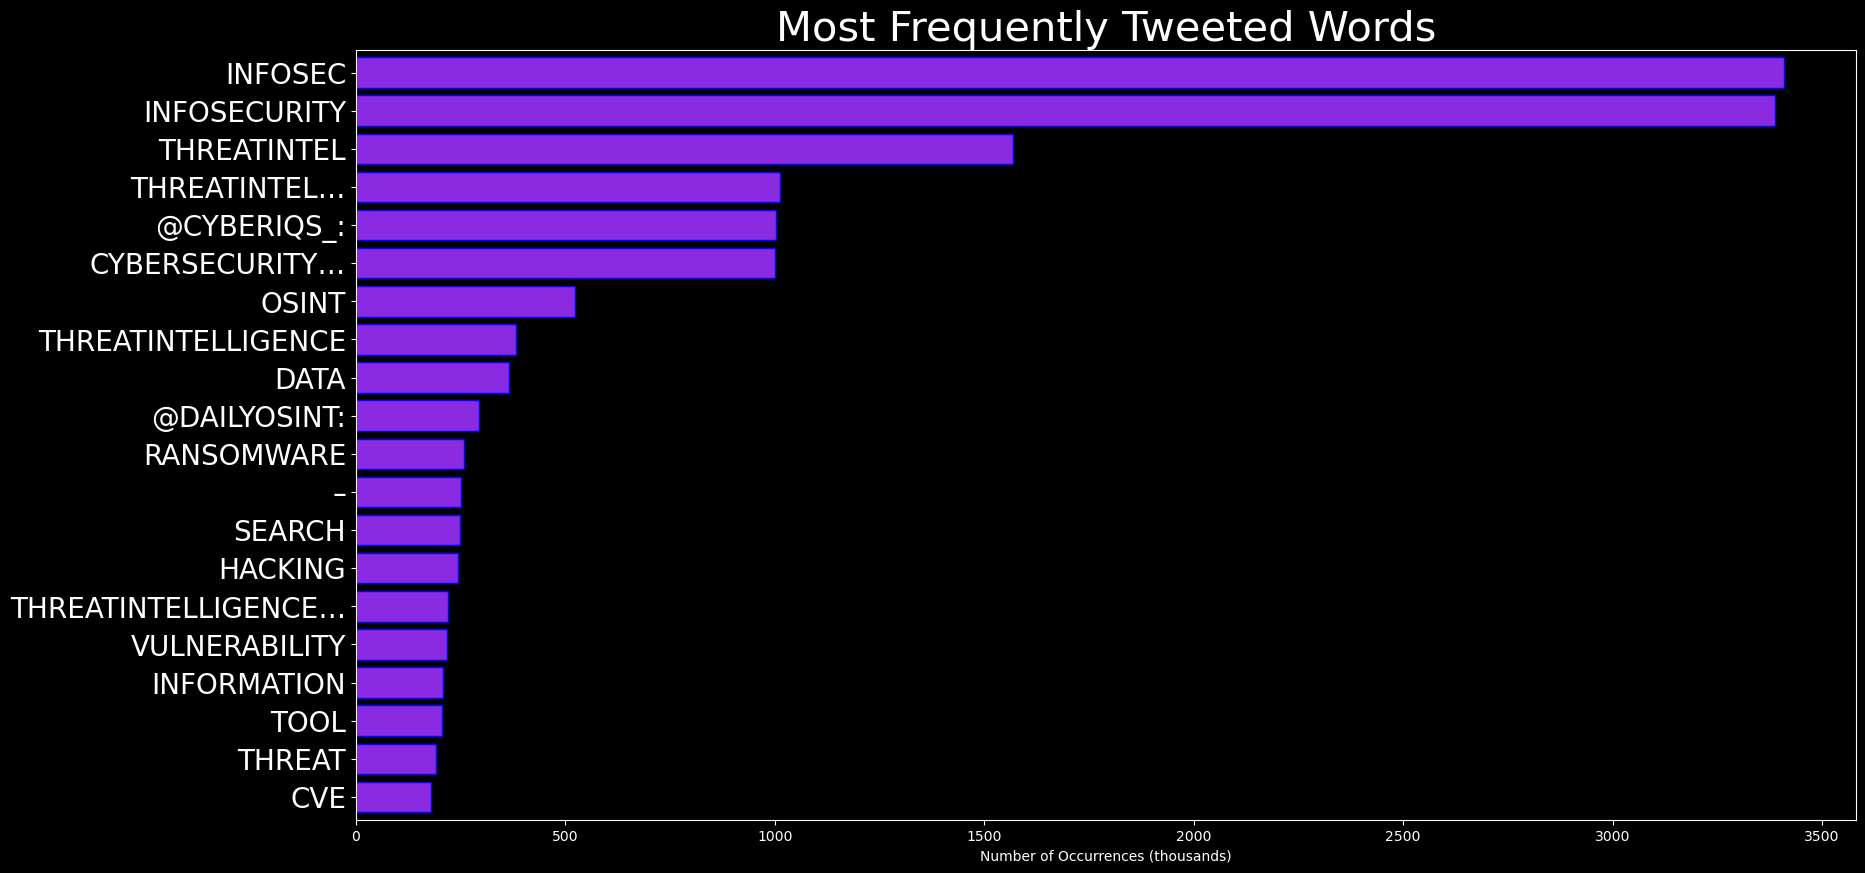 Most Frequently Tweeted Words
INFOSEC
INFOSECURITY
THREATINTEL
THREATINTEL…
@CYBERIQS_:
CYBERSECURITY…
OSINT
THREATINTELLIGENCE
DATA
@DAILYOSINT:
RANSOMWARE
–
SEARCH
HACKING
THREATINTELLIGENCE…
VULNERABILITY
INFORMATION
TOOL
THREAT
CVE
0 500 1000 1500 2000 2500 3000 3500
Number of Occurrences (thousands)